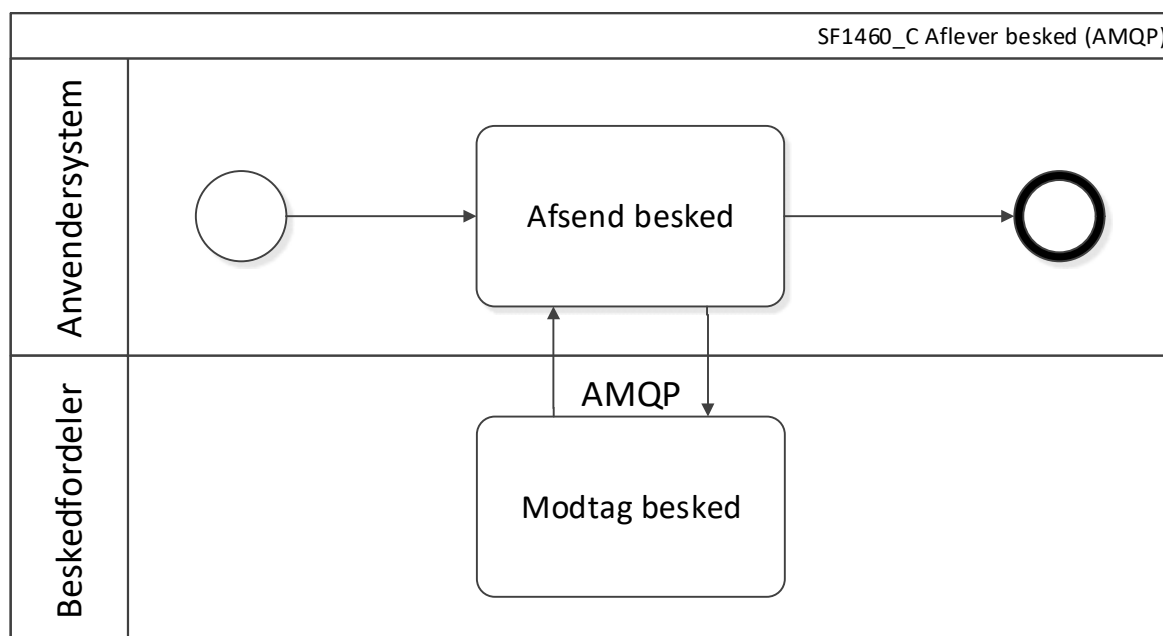 SF1460_C Aflever besked (AMQP)
Anvendersystem
Afsend besked
AMQP
Beskedfordeler
Modtag besked